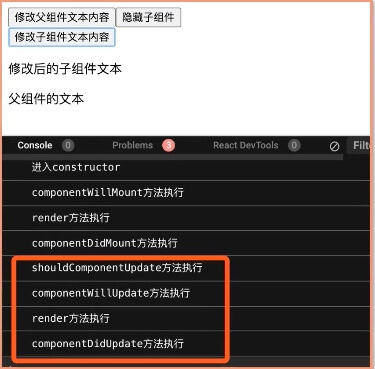 修改父组件文本内容 隐藏子组件
修改子组件文本内容
修改后的子组件文本
父组件的文本
Console 0 Problems 3 React DevTools 0 Filte
进入constructor
componentWillMount方法执行
render方法执行
componentDidMount方法执行
shouldComponentUpdate方法执行
componentWillUpdate方法执行
render方法执行
componentDidUpdate方法执行